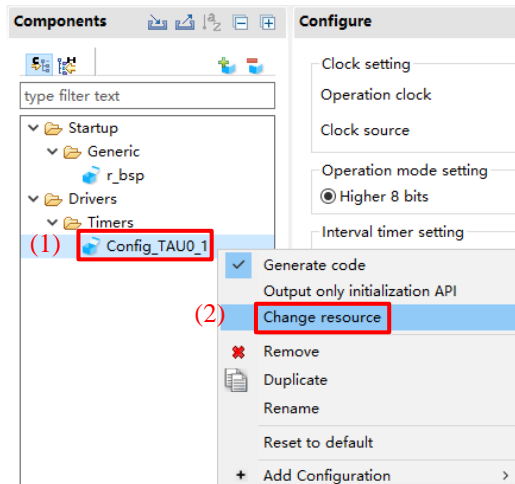 Components
Configure
type filter text
Startup
Generic
r_bsp
Drivers
Timers
(1)
Config_TAU0_1
Clock setting
Operation clock
Clock source
Operation mode setting
Higher 8 bits
Interval timer setting
Generate code
Output only initialization API
(2)
Change resource
Remove
Duplicate
Rename
Reset to default
Add Configuration